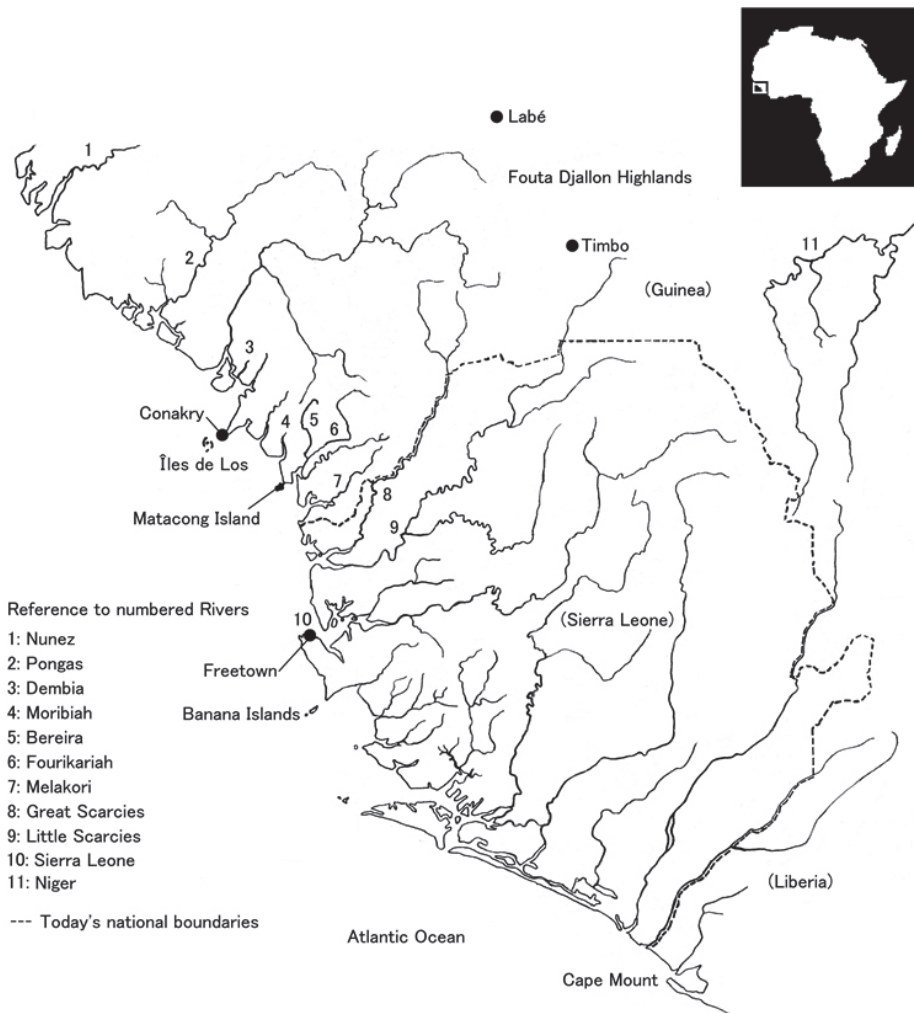 Labé
1
Fouta Djallon Highlands
Timbo
11
2
(Guinea)
3
Conakry
4
5
6
Îles de Los
7
8
Matacong Island
9
Reference to numbered Rivers
10
(Sierra Leone)
1: Nunez
2: Pongas
Freetown
3: Dembia
4: Moribiah
Banana Islands
5: Bereira
6: Fourikariah
7: Melakori
8: Great Scarcies
9: Little Scarcies
10: Sierra Leone
11: Niger
(Liberia)
--- Today's national boundaries
Atlantic Ocean
Cape Mount